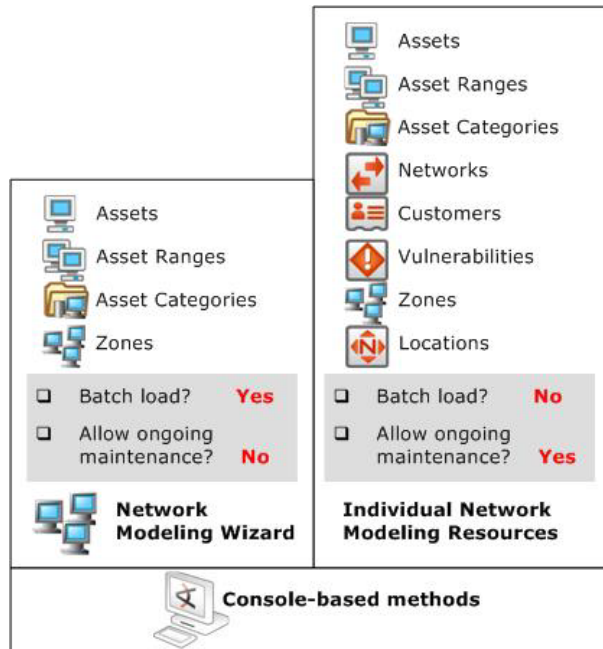 Assets
Asset Ranges
Asset Categories
Zones
Batch load? Yes
Allow ongoing
maintenance? No
Network
Modeling Wizard
Assets
Asset Ranges
Asset Categories
Networks
Customers
Vulnerabilities
Zones
Locations
Batch load? No
Allow ongoing
maintenance? Yes
Individual Network
Modeling Resources
Console-based methods